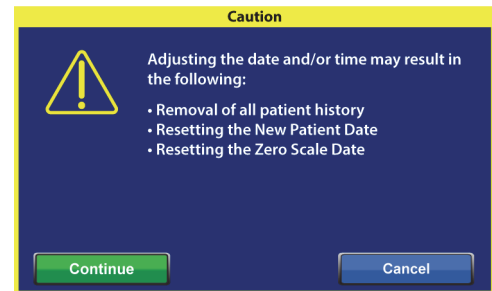 Caution
Adjusting the date and/or time may result in
the following:
• Removal of all patient history
• Resetting the New Patient Date
• Resetting the Zero Scale Date
Continue
Cancel